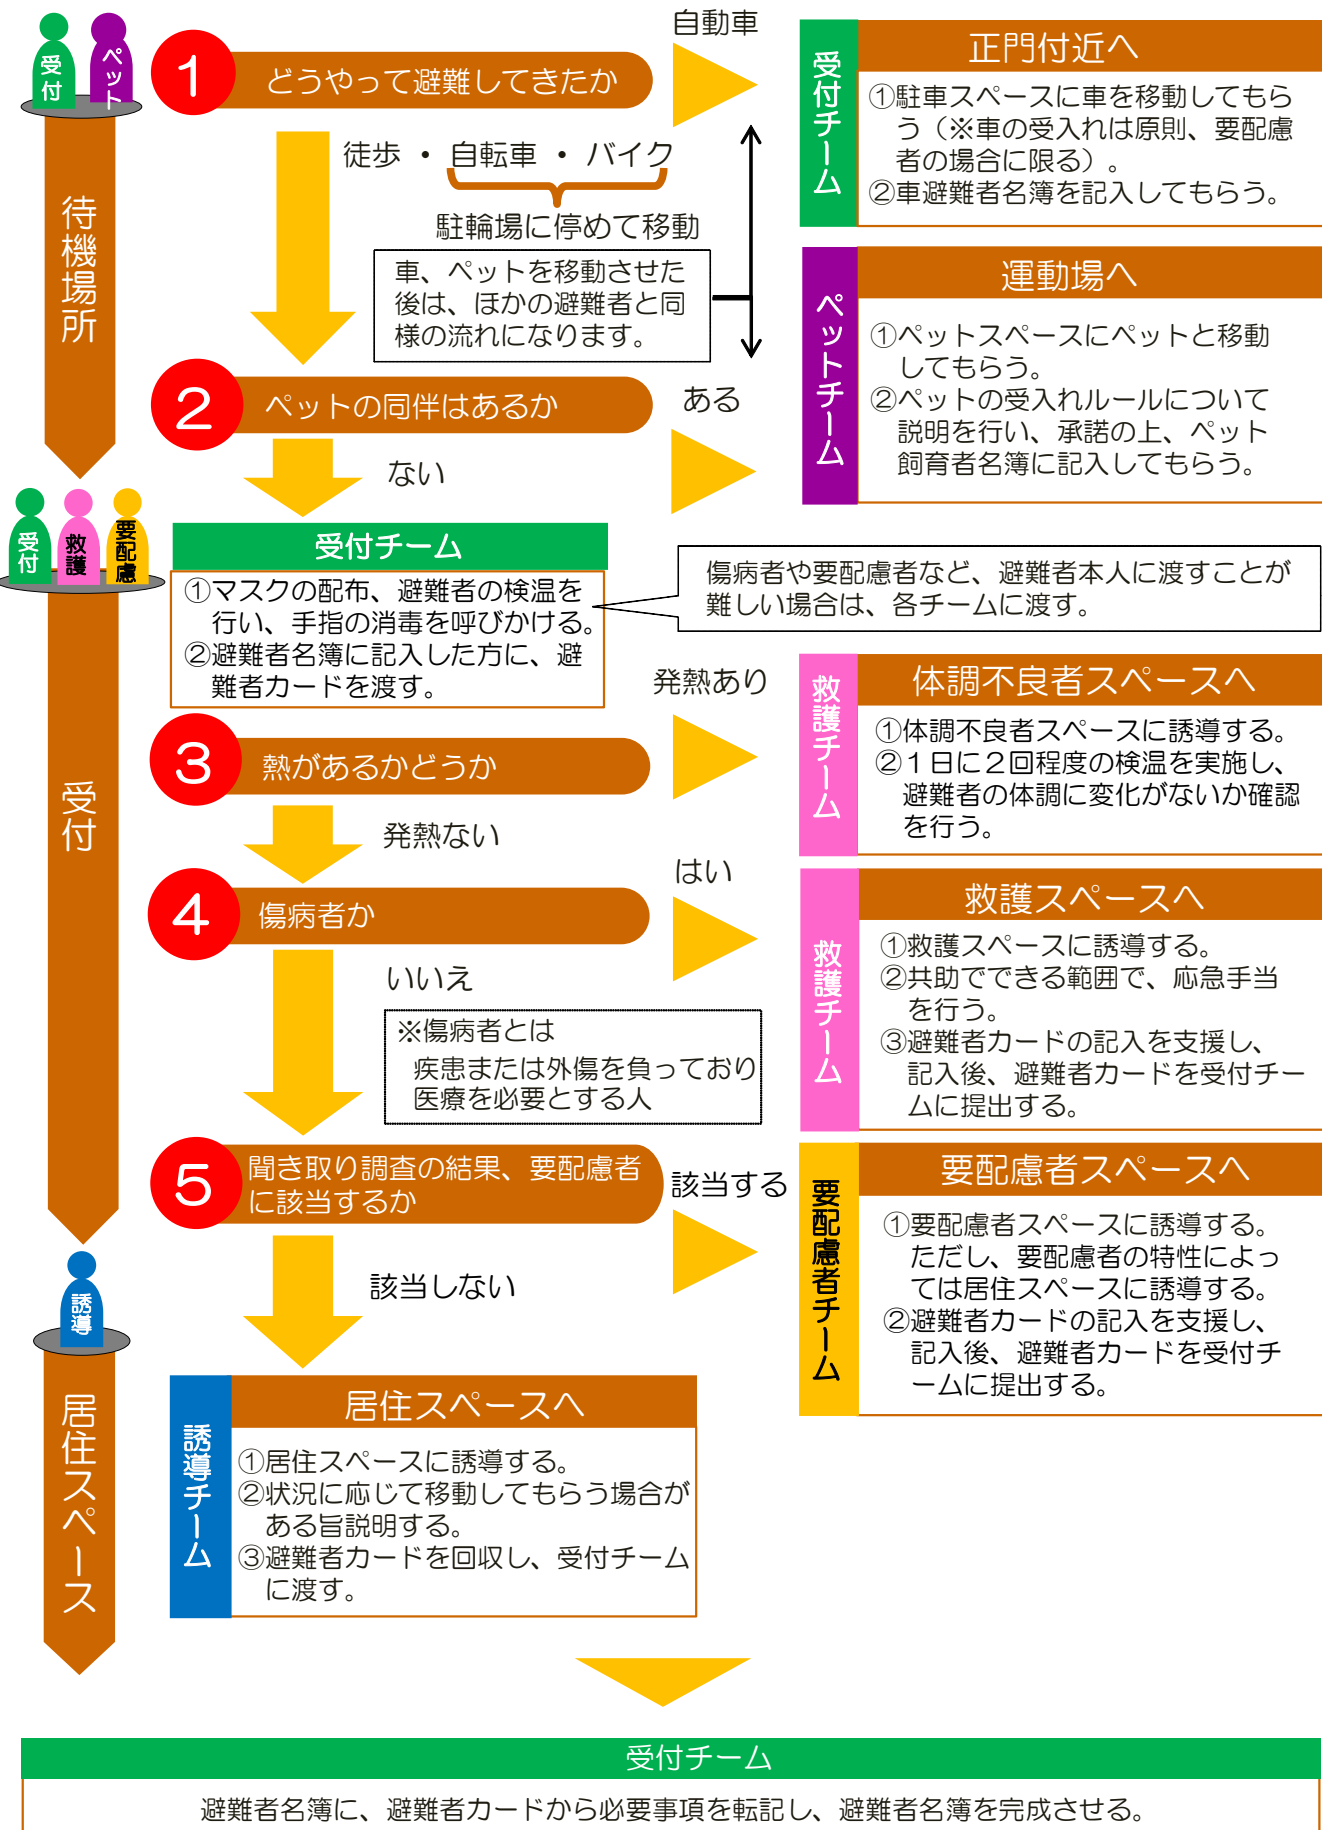 受付
ペット
待機場所
1
どうやって避難してきたか
自動車
徒歩 ・ 自転車 ・ バイク
駐輪場に停めて移動
車、ペットを移動させた
後は、ほかの避難者と同
様の流れになります。
受付チーム
正門付近へ
①駐車スペースに車を移動してもら
う（※車の受入れは原則、要配慮
者の場合に限る）。
②車避難者名簿を記入してもらう。
2
ペットの同伴はあるか
ある
ない
ペットチーム
運動場へ
①ペットスペースにペットと移動
してもらう。
②ペットの受入れルールについて
説明を行い、承諾の上、ペット
飼育者名簿に記入してもらう。
受付
救護
要配慮
受付
受付チーム
①マスクの配布、避難者の検温を
行い、手指の消毒を呼びかける。
②避難者名簿に記入した方に、避
難者カードを渡す。
傷病者や要配慮者など、避難者本人に渡すことが
難しい場合は、各チームに渡す。
3
熱があるかどうか
発熱あり
発熱ない
救護チーム
体調不良者スペースへ
①体調不良者スペースに誘導する。
②１日に２回程度の検温を実施し、
避難者の体調に変化がないか確認
を行う。
4
傷病者か
はい
いいえ
※傷病者とは
疾患または外傷を負っており
医療を必要とする人
救護チーム
救護スペースへ
①救護スペースに誘導する。
②共助でできる範囲で、応急手当
を行う。
③避難者カードの記入を支援し、
記入後、避難者カードを受付チー
ムに提出する。
5
聞き取り調査の結果、要配慮者
に該当するか
該当する
該当しない
要配慮者チーム
要配慮者スペースへ
①要配慮者スペースに誘導する。
ただし、要配慮者の特性によっ
ては居住スペースに誘導する。
②避難者カードの記入を支援し、
記入後、避難者カードを受付チ
ームに提出する。
誘導
居住スペース
誘導チーム
居住スペースへ
①居住スペースに誘導する。
②状況に応じて移動してもらう場合が
ある旨説明する。
③避難者カードを回収し、受付チーム
に渡す。
受付チーム
避難者名簿に、避難者カードから必要事項を転記し、避難者名簿を完成させる。